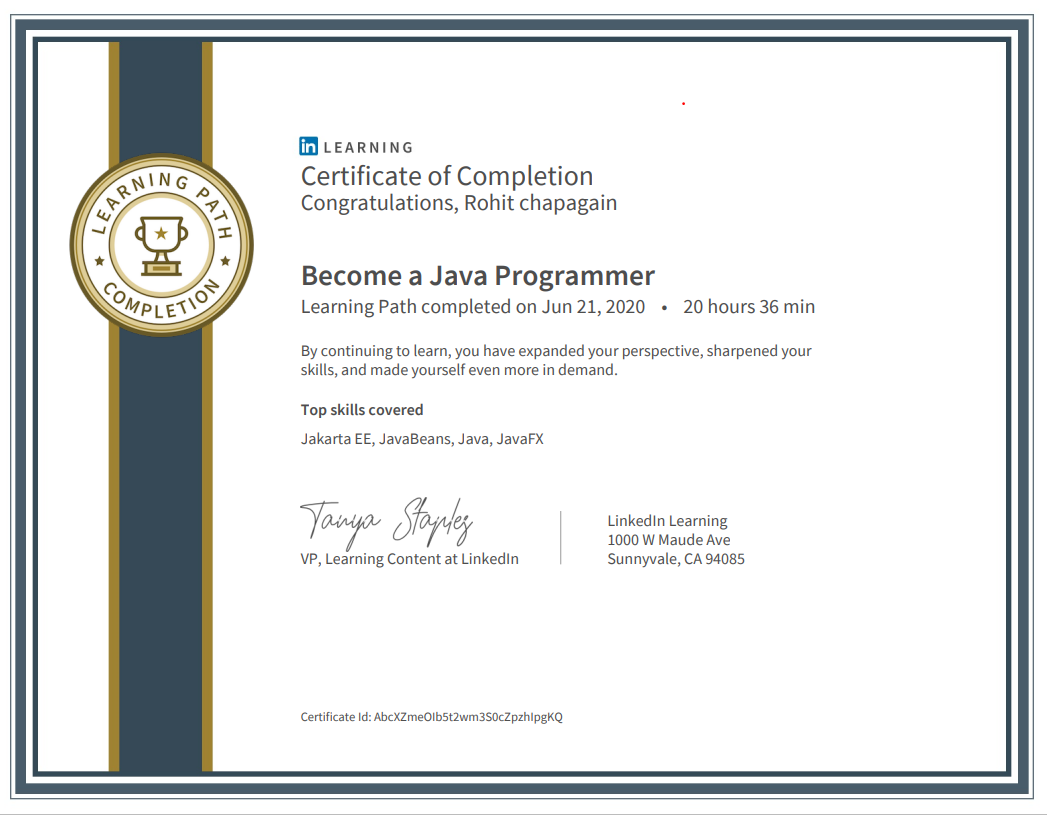 in LEARNING
Certificate of Completion
Congratulations, Rohit chapagain
LEARNING PATH
COMPLETION
Become a Java Programmer
Learning Path completed on Jun 21, 2020 • 20 hours 36 min
By continuing to learn, you have expanded your perspective, sharpened your
skills, and made yourself even more in demand.
Top skills covered
Jakarta EE, JavaBeans, Java, JavaFX
Tanya Staples
VP, Learning Content at LinkedIn
LinkedIn Learning
1000 W Maude Ave
Sunnyvale, CA 94085
Certificate Id: AbcXZmeOIb5t2wm3S0cZpzhIpgKQ